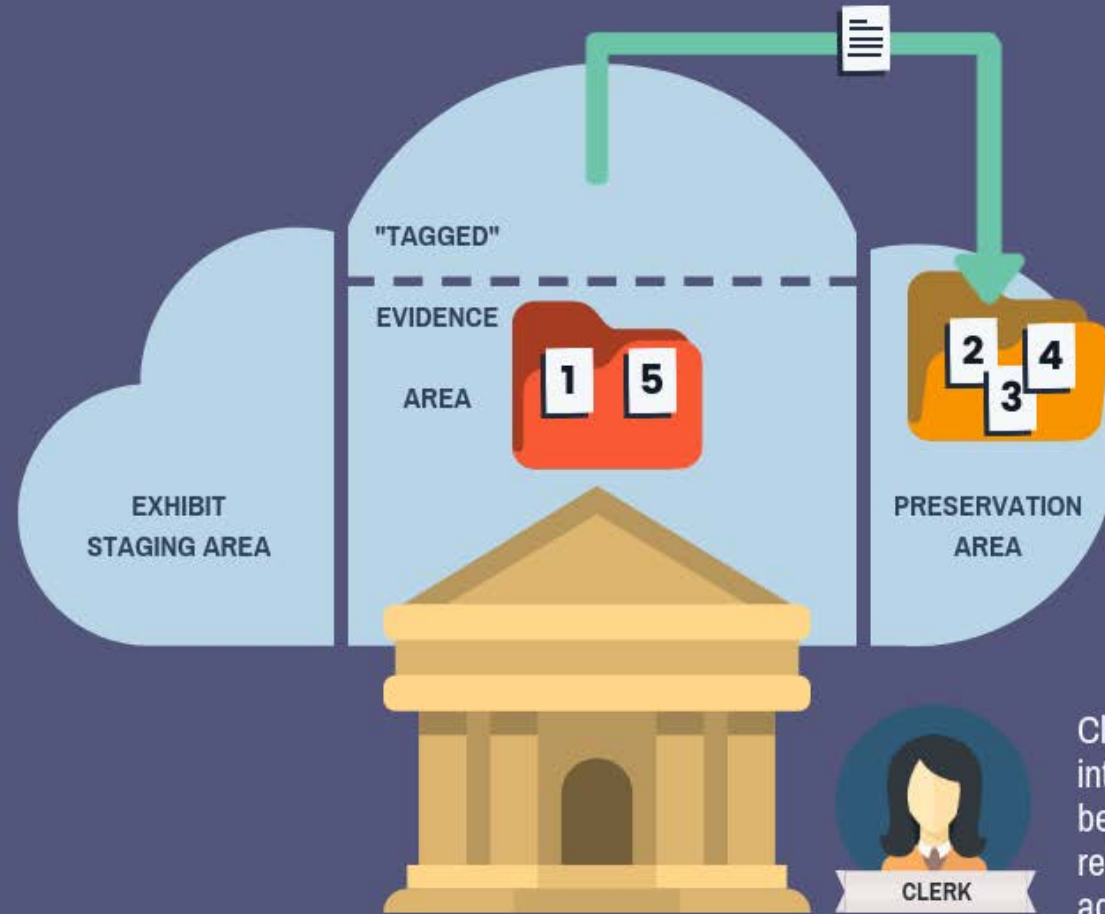 "TAGGED"
EVIDENCE
AREA
1
5
2
4
3
EXHIBIT
STAGING AREA
PRESERVATION
AREA
CLERK